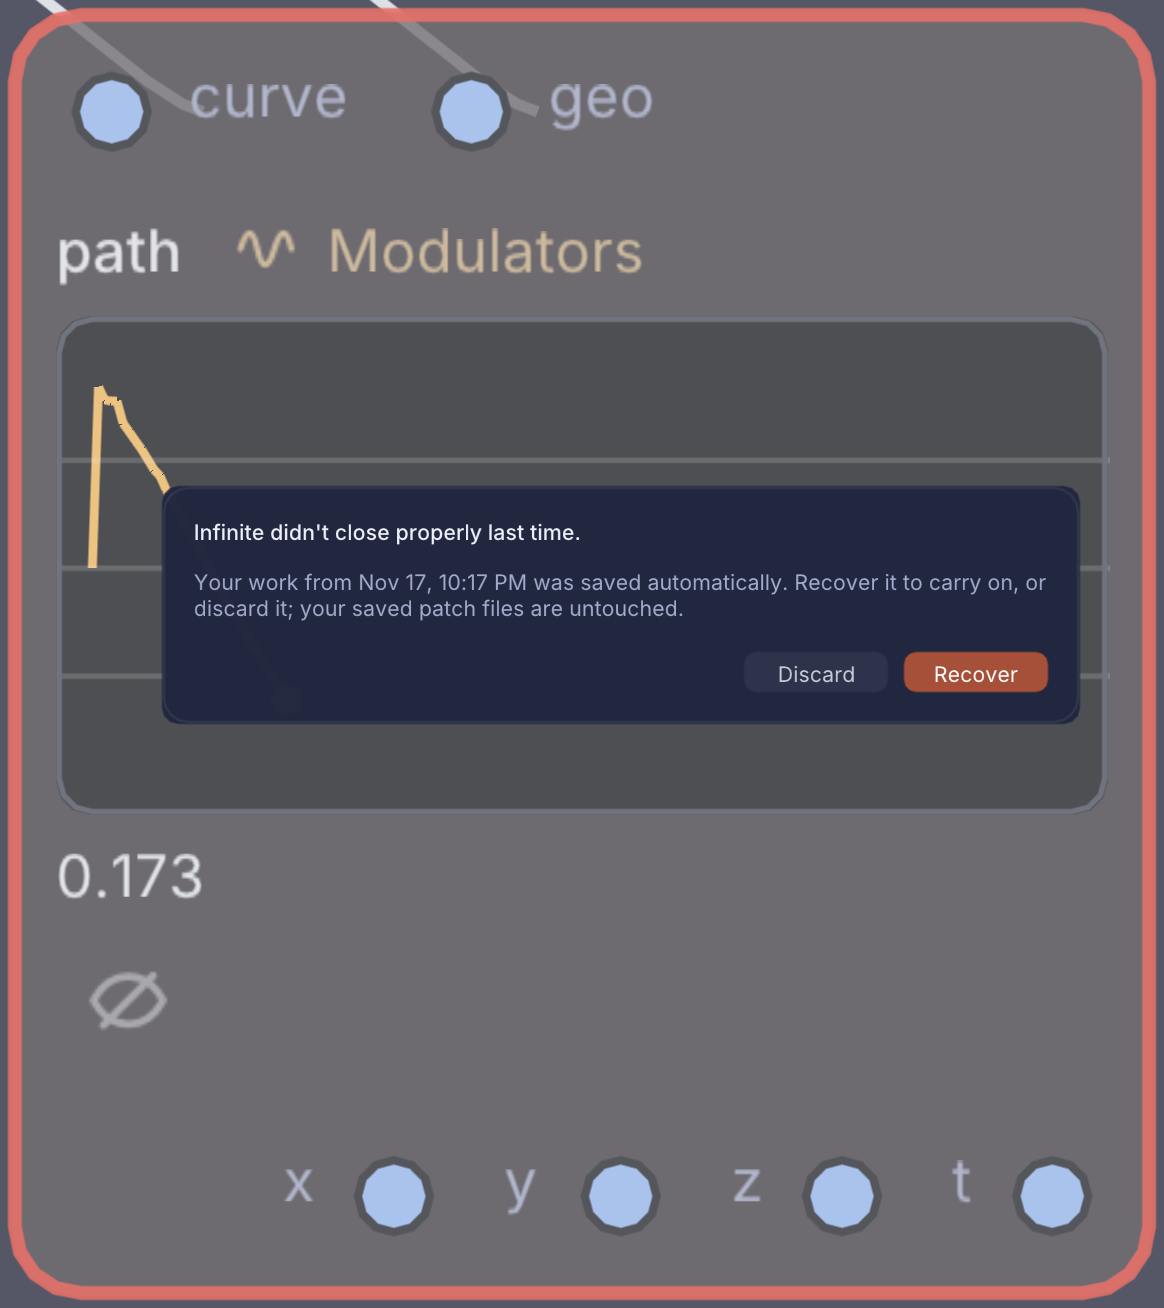 curve geo
path Modulators
Infinite didn't close properly last time.
Your work from Nov 17, 10:17 PM was saved automatically. Recover it to carry on, or
discard it; your saved patch files are untouched.
Discard Recover
0.173
x y z t